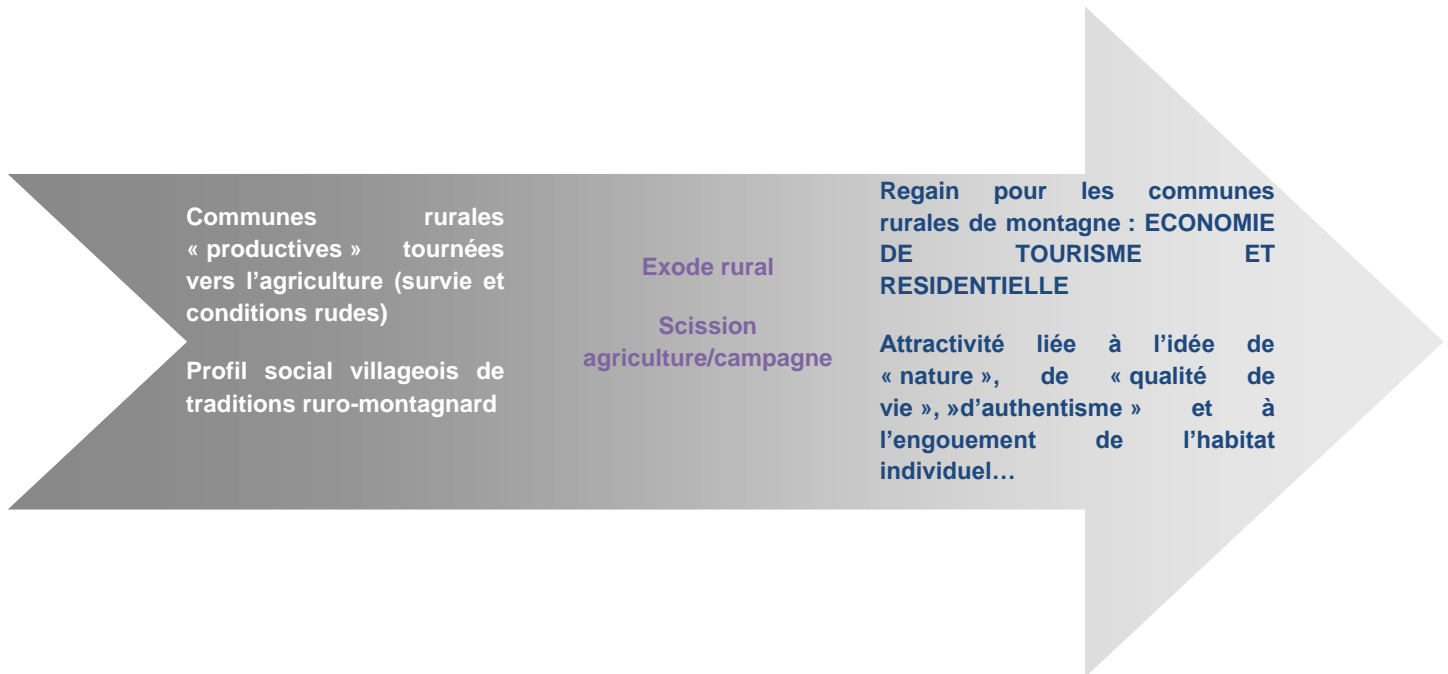 Communes rurales
« productives » tournées
vers l’agriculture (survie et
conditions rudes)
Profil social villageois de
traditions ruro-montagnard
Exode rural
Scission
agriculture/campagne
Regain pour les communes
rurales de montagne : ECONOMIE
DE TOURISME ET
RESIDENTIELLE
Attractivité liée à l’idée de
« nature », de « qualité de
vie », »d’authentisme » et à
l’engouement de l’habitat
individuel…